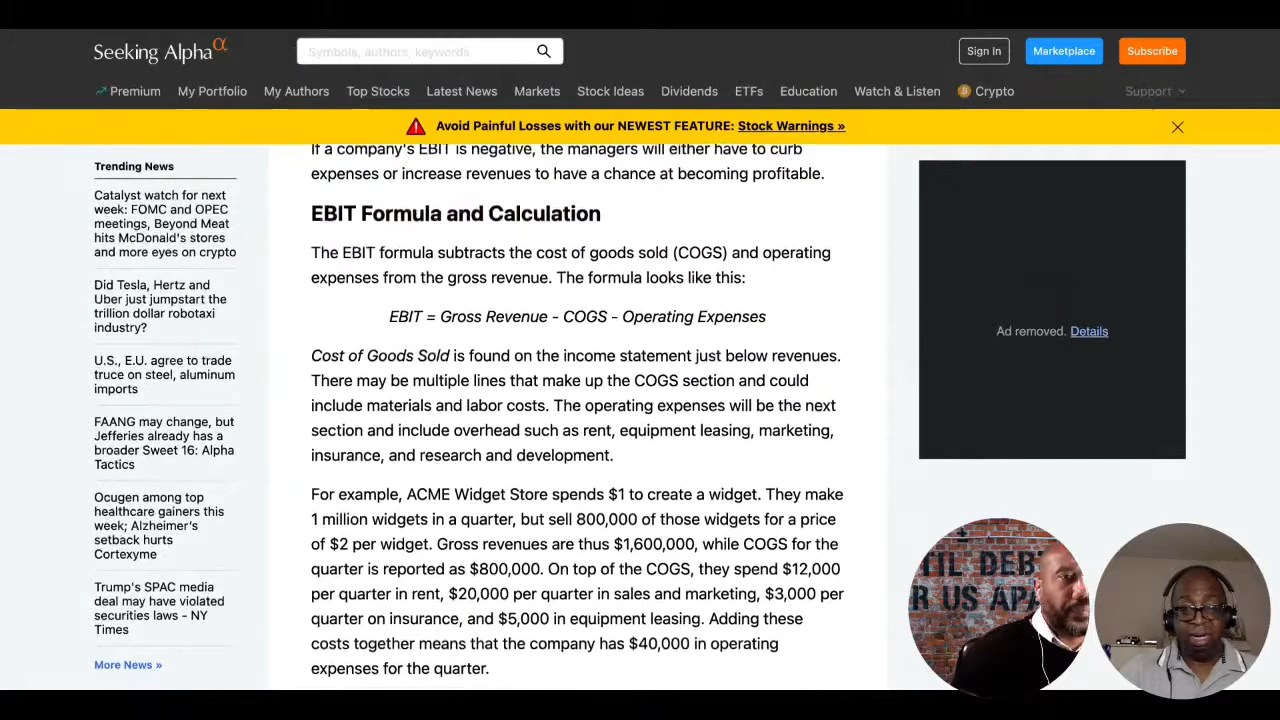 Seeking Alpha α
Symbols, authors, keywords
Sign In
Marketplace
Subscribe
Premium
My Portfolio
My Authors
Top Stocks
Latest News
Markets
Stock Ideas
Dividends
ETFs
Education
Watch & Listen
Crypto
Support
Avoid Painful Losses with our NEWEST FEATURE: Stock Warnings »
Trending News
Catalyst watch for next
week: FOMC and OPEC
meetings, Beyond Meat
hits McDonald's stores
and more eyes on crypto
Did Tesla, Hertz and
Uber just jumpstart the
trillion dollar robotaxi
industry?
U.S., E.U. agree to trade
truce on steel, aluminum
imports
FAANG may change, but
Jefferies already has a
broader Sweet 16: Alpha
Tactics
Ocugen among top
healthcare gainers this
week; Alzheimer's
setback hurts
Cortexyme
Trump's SPAC media
deal may have violated
securities laws - NY
Times
More News »
If a company's EBIT is negative, the managers will either have to curb
expenses or increase revenues to have a chance at becoming profitable.
EBIT Formula and Calculation
The EBIT formula subtracts the cost of goods sold (COGS) and operating
expenses from the gross revenue. The formula looks like this:
EBIT = Gross Revenue - COGS - Operating Expenses
Cost of Goods Sold is found on the income statement just below revenues.
There may be multiple lines that make up the COGS section and could
include materials and labor costs. The operating expenses will be the next
section and include overhead such as rent, equipment leasing, marketing,
insurance, and research and development.
For example, ACME Widget Store spends $1 to create a widget. They make
1 million widgets in a quarter, but sell 800,000 of those widgets for a price
of $2 per widget. Gross revenues are thus $1,600,000, while COGS for the
quarter is reported as $800,000. On top of the COGS, they spend $12,000
per quarter in rent, $20,000 per quarter in sales and marketing, $3,000 per
quarter on insurance, and $5,000 in equipment leasing. Adding these
costs together means that the company has $40,000 in operating
expenses for the quarter.
Ad removed. Details
TIL DEB
R US APA